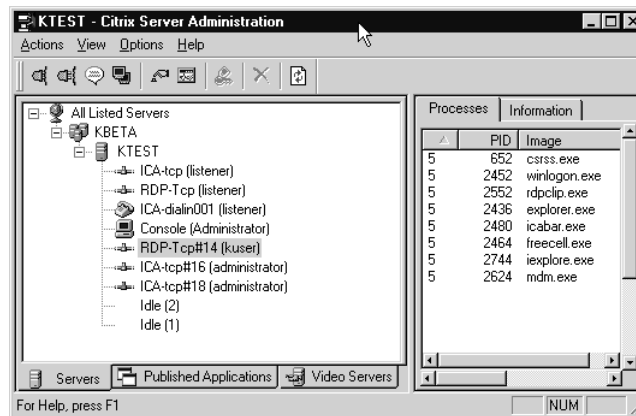 KTEST - Citrix Server Administration
Actions View Options Help
All Listed Servers
KBETA
KTEST
ICA-tcp (listener)
RDP-Tcp (listener)
ICA-dialin001 (listener)
Console (Administrator)
RDP-Tcp#14 (kuser)
ICA-tcp#16 (administrator)
ICA-tcp#18 (administrator)
Idle (2)
Idle (1)
Servers Published Applications Video Servers
Processes Information
PID Image
5 652 csrss.exe
5 2452 winlogon.exe
5 2552 rdpclip.exe
5 2436 explorer.exe
5 2480 icabar.exe
5 2464 freecell.exe
5 2744 iexplore.exe
5 2624 mdm.exe
For Help, press F1 NUM